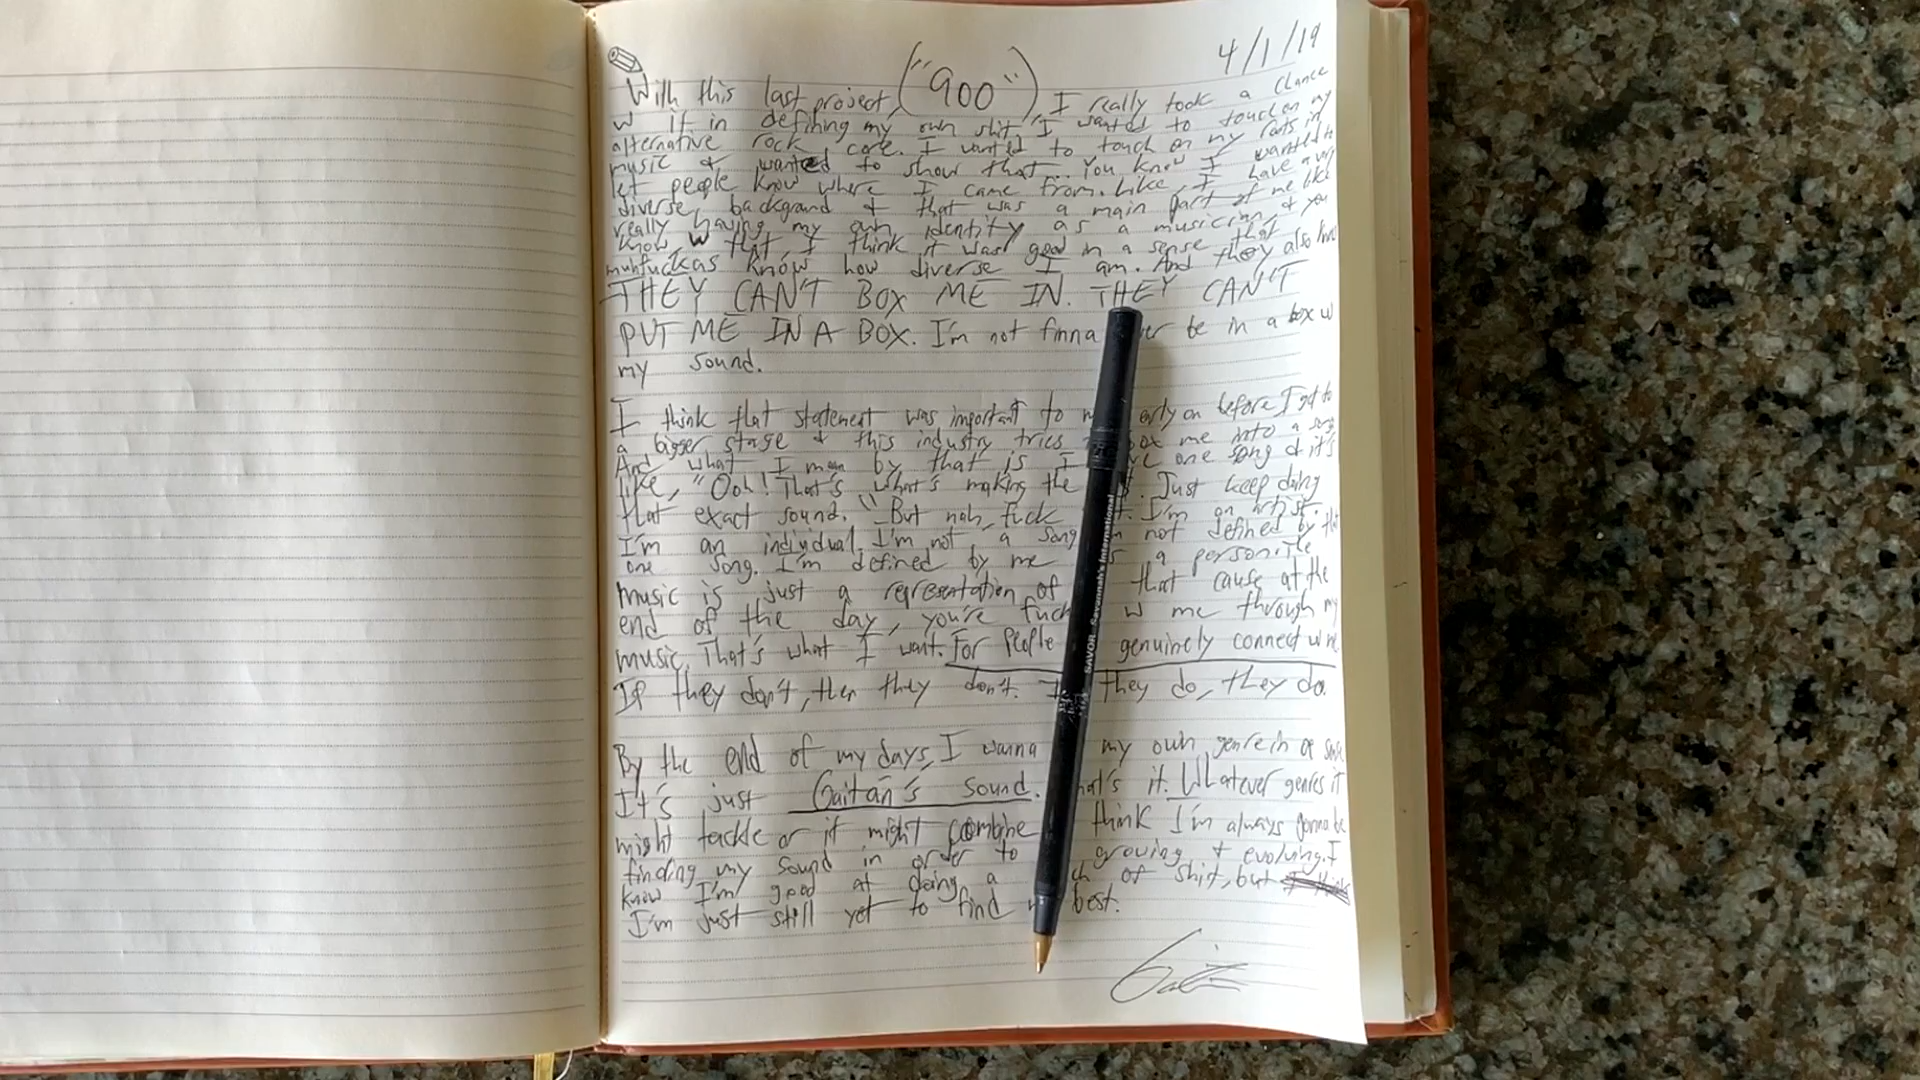 4/1/19
With this last project, ("900"), I really took a chance
w it in defining my own shit, I wanted to touch on my
alternative rock core. I wanted to touch on my roots in
music & wanted to show that... You know I wanted to
let people know where I came from. Like, I have a very
diverse background & that was a main part of me like
really having my own identity as a musician, & you
know w that, I think it was good in a sense that
muhfuckas know how diverse I am. And they also know
THEY CAN'T BOX ME IN. THEY CAN'T
PUT ME IN A BOX. I'm not finna be in a box w
my sound.
I think that statement was important to early on before I got to
a bigger stage & this industry tries me into a song
And what I mean by that is I one song & it's
like, "Ooh! That's what's making the Just keep doing
that exact sound." But nah, fuck I'm an artist.
I'm an individual. I'm not a song not defined by that
one song. I'm defined by me a person. The
music is just a representation of that cause at the
end of the day, you're fuck w me through my
music. That's what I want. For People genuinely connect w me
If they don't, then they don't. they do, they do.
By the end of my days, I wanna my own genre in a sense
It's just Gaitan's sound. that's it. Whatever genres it
might tackle or it might combine think I'm always gonna be
finding my sound in order to growing & evolving. I
know I'm good at doing a of shit, but
I'm just still yet to find best.
SAVOR Savannah's International